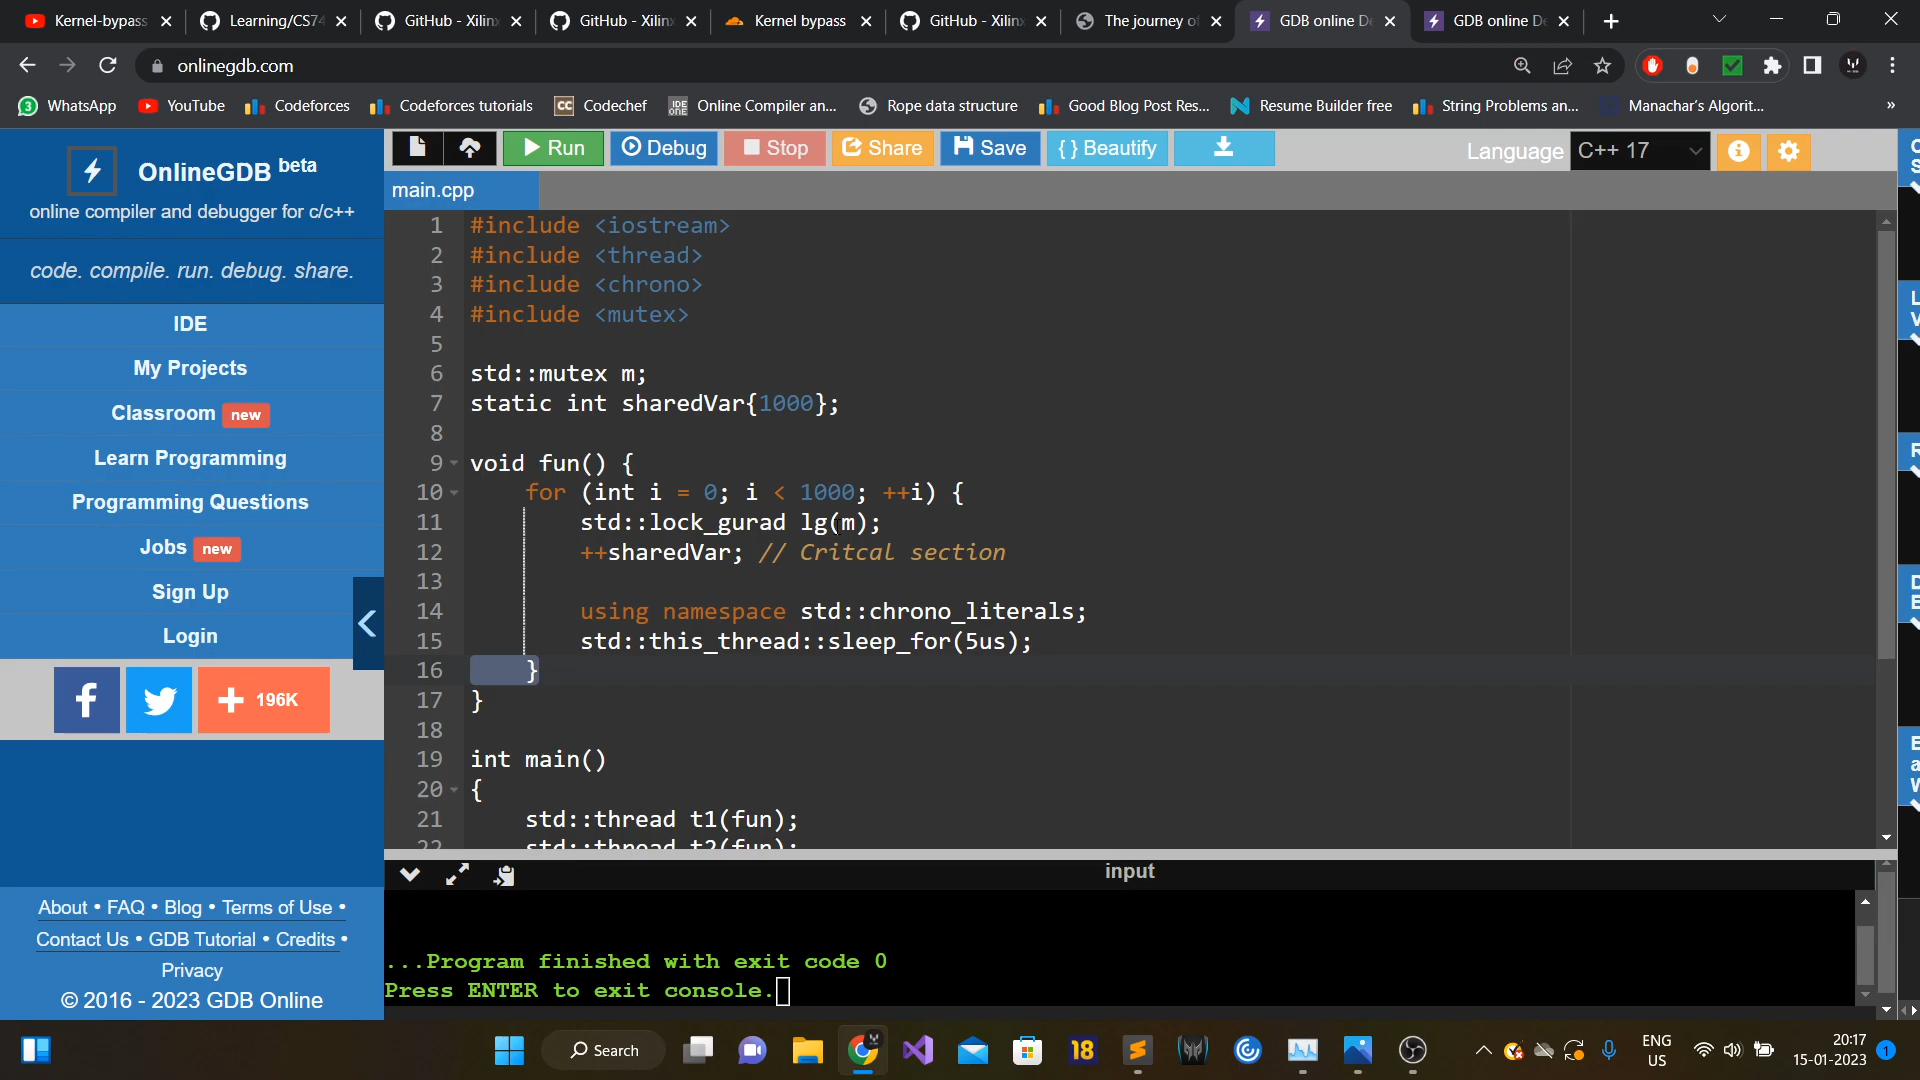 Kernel-bypass
Learning/CS74
GitHub - Xilinx
GitHub - Xilinx
Kernel bypass
GitHub - Xilinx
The journey of
GDB online De
GDB online De
onlinegdb.com
WhatsApp
YouTube
Codeforces
Codeforces tutorials
Codechef
Online Compiler an...
Rope data structure
Good Blog Post Res...
Resume Builder free
String Problems an...
Manachar's Algorit...
»
OnlineGDB beta
online compiler and debugger for c/c++
code. compile. run. debug. share.
IDE
My Projects
Classroom new
Learn Programming
Programming Questions
Jobs new
Sign Up
Login
196K
About • FAQ • Blog • Terms of Use •
Contact Us • GDB Tutorial • Credits •
Privacy
© 2016 - 2023 GDB Online
Run
Debug
Stop
Share
Save
{ } Beautify
Language C++ 17
main.cpp
1 #include <iostream>
2 #include <thread>
3 #include <chrono>
4 #include <mutex>
5
6 std::mutex m;
7 static int sharedVar{1000};
8
9 void fun() {
10 for (int i = 0; i < 1000; ++i) {
11 std::lock_gurad lg(m);
12 ++sharedVar; // Critcal section
13
14 using namespace std::chrono_literals;
15 std::this_thread::sleep_for(5us);
16 }
17 }
18
19 int main()
20 {
21 std::thread t1(fun);
22 std::thread t2(fun);
input
...Program finished with exit code 0
Press ENTER to exit console.
Search
18
ENG
US
20:17
15-01-2023
1